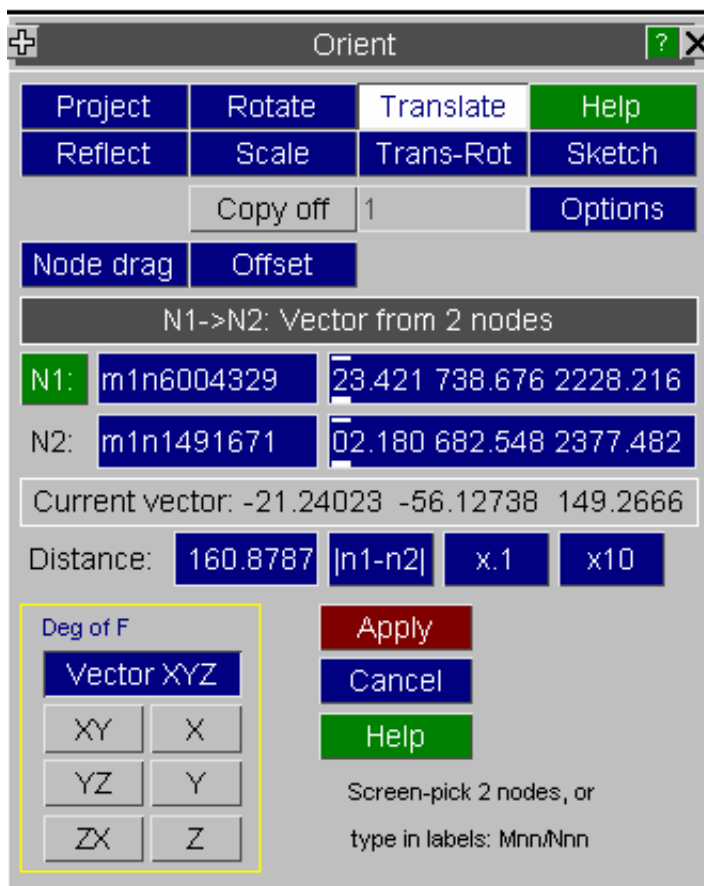 Orient ? X
Project Rotate Translate Help
Reflect Scale Trans-Rot Sketch
Copy off 1 Options
Node drag Offset
N1->N2: Vector from 2 nodes
N1: m1n6004329 23.421 738.676 2228.216
N2: m1n1491671 02.180 682.548 2377.482
Current vector: -21.24023 -56.12738 149.2666
Distance: 160.8787 |n1-n2| x.1 x10
Deg of F
Vector XYZ
XY X
YZ Y
ZX Z
Apply
Cancel
Help
Screen-pick 2 nodes, or
type in labels: Mnn/Nnn